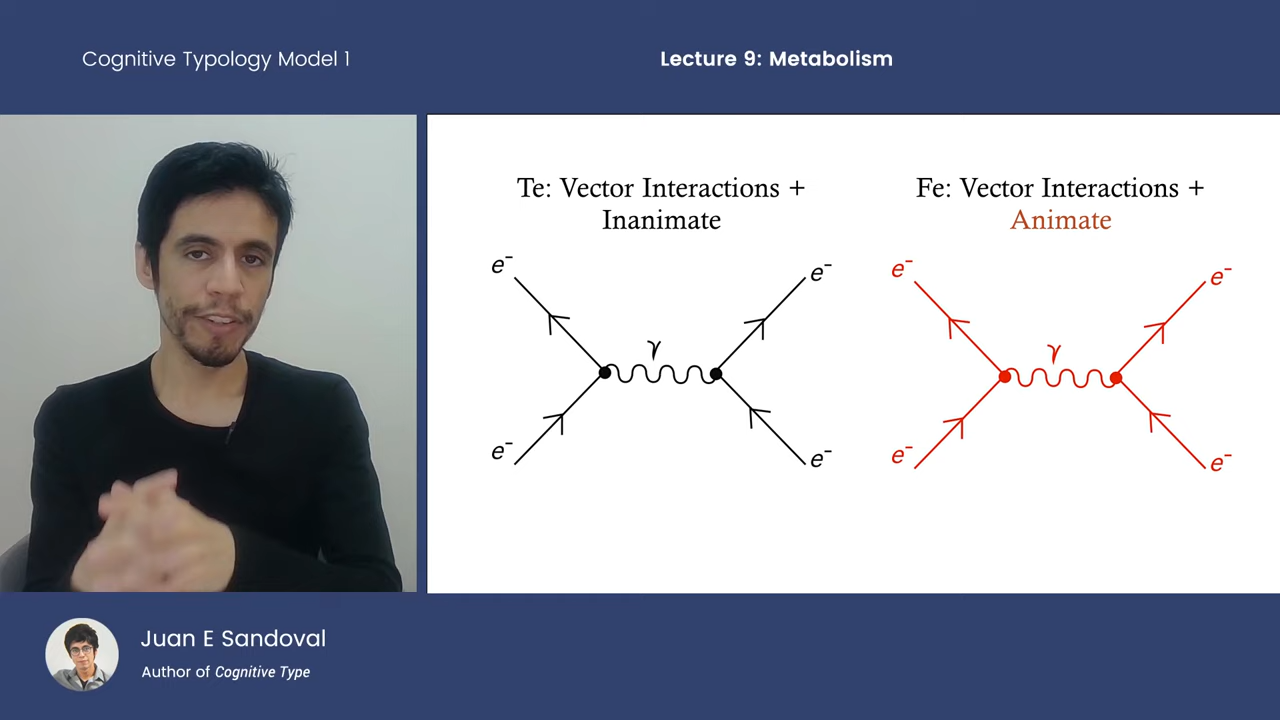 Cognitive Typology Model 1
Lecture 9: Metabolism
Te: Vector Interactions +
Inanimate
e⁻
e⁻
γ
e⁻
e⁻
Fe: Vector Interactions +
Animate
e⁻
e⁻
γ
e⁻
e⁻
Juan E Sandoval
Author of Cognitive Type